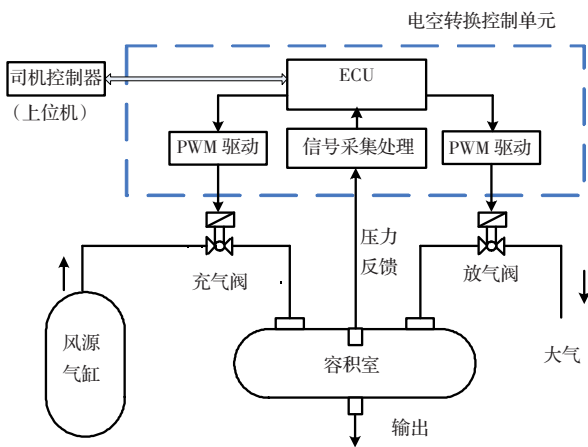 电空转换控制单元
司机控制器
（上位机）
ECU
PWM 驱动
信号采集处理
PWM 驱动
压力
反馈
充气阀
放气阀
风源
气缸
容积室
大气
输出